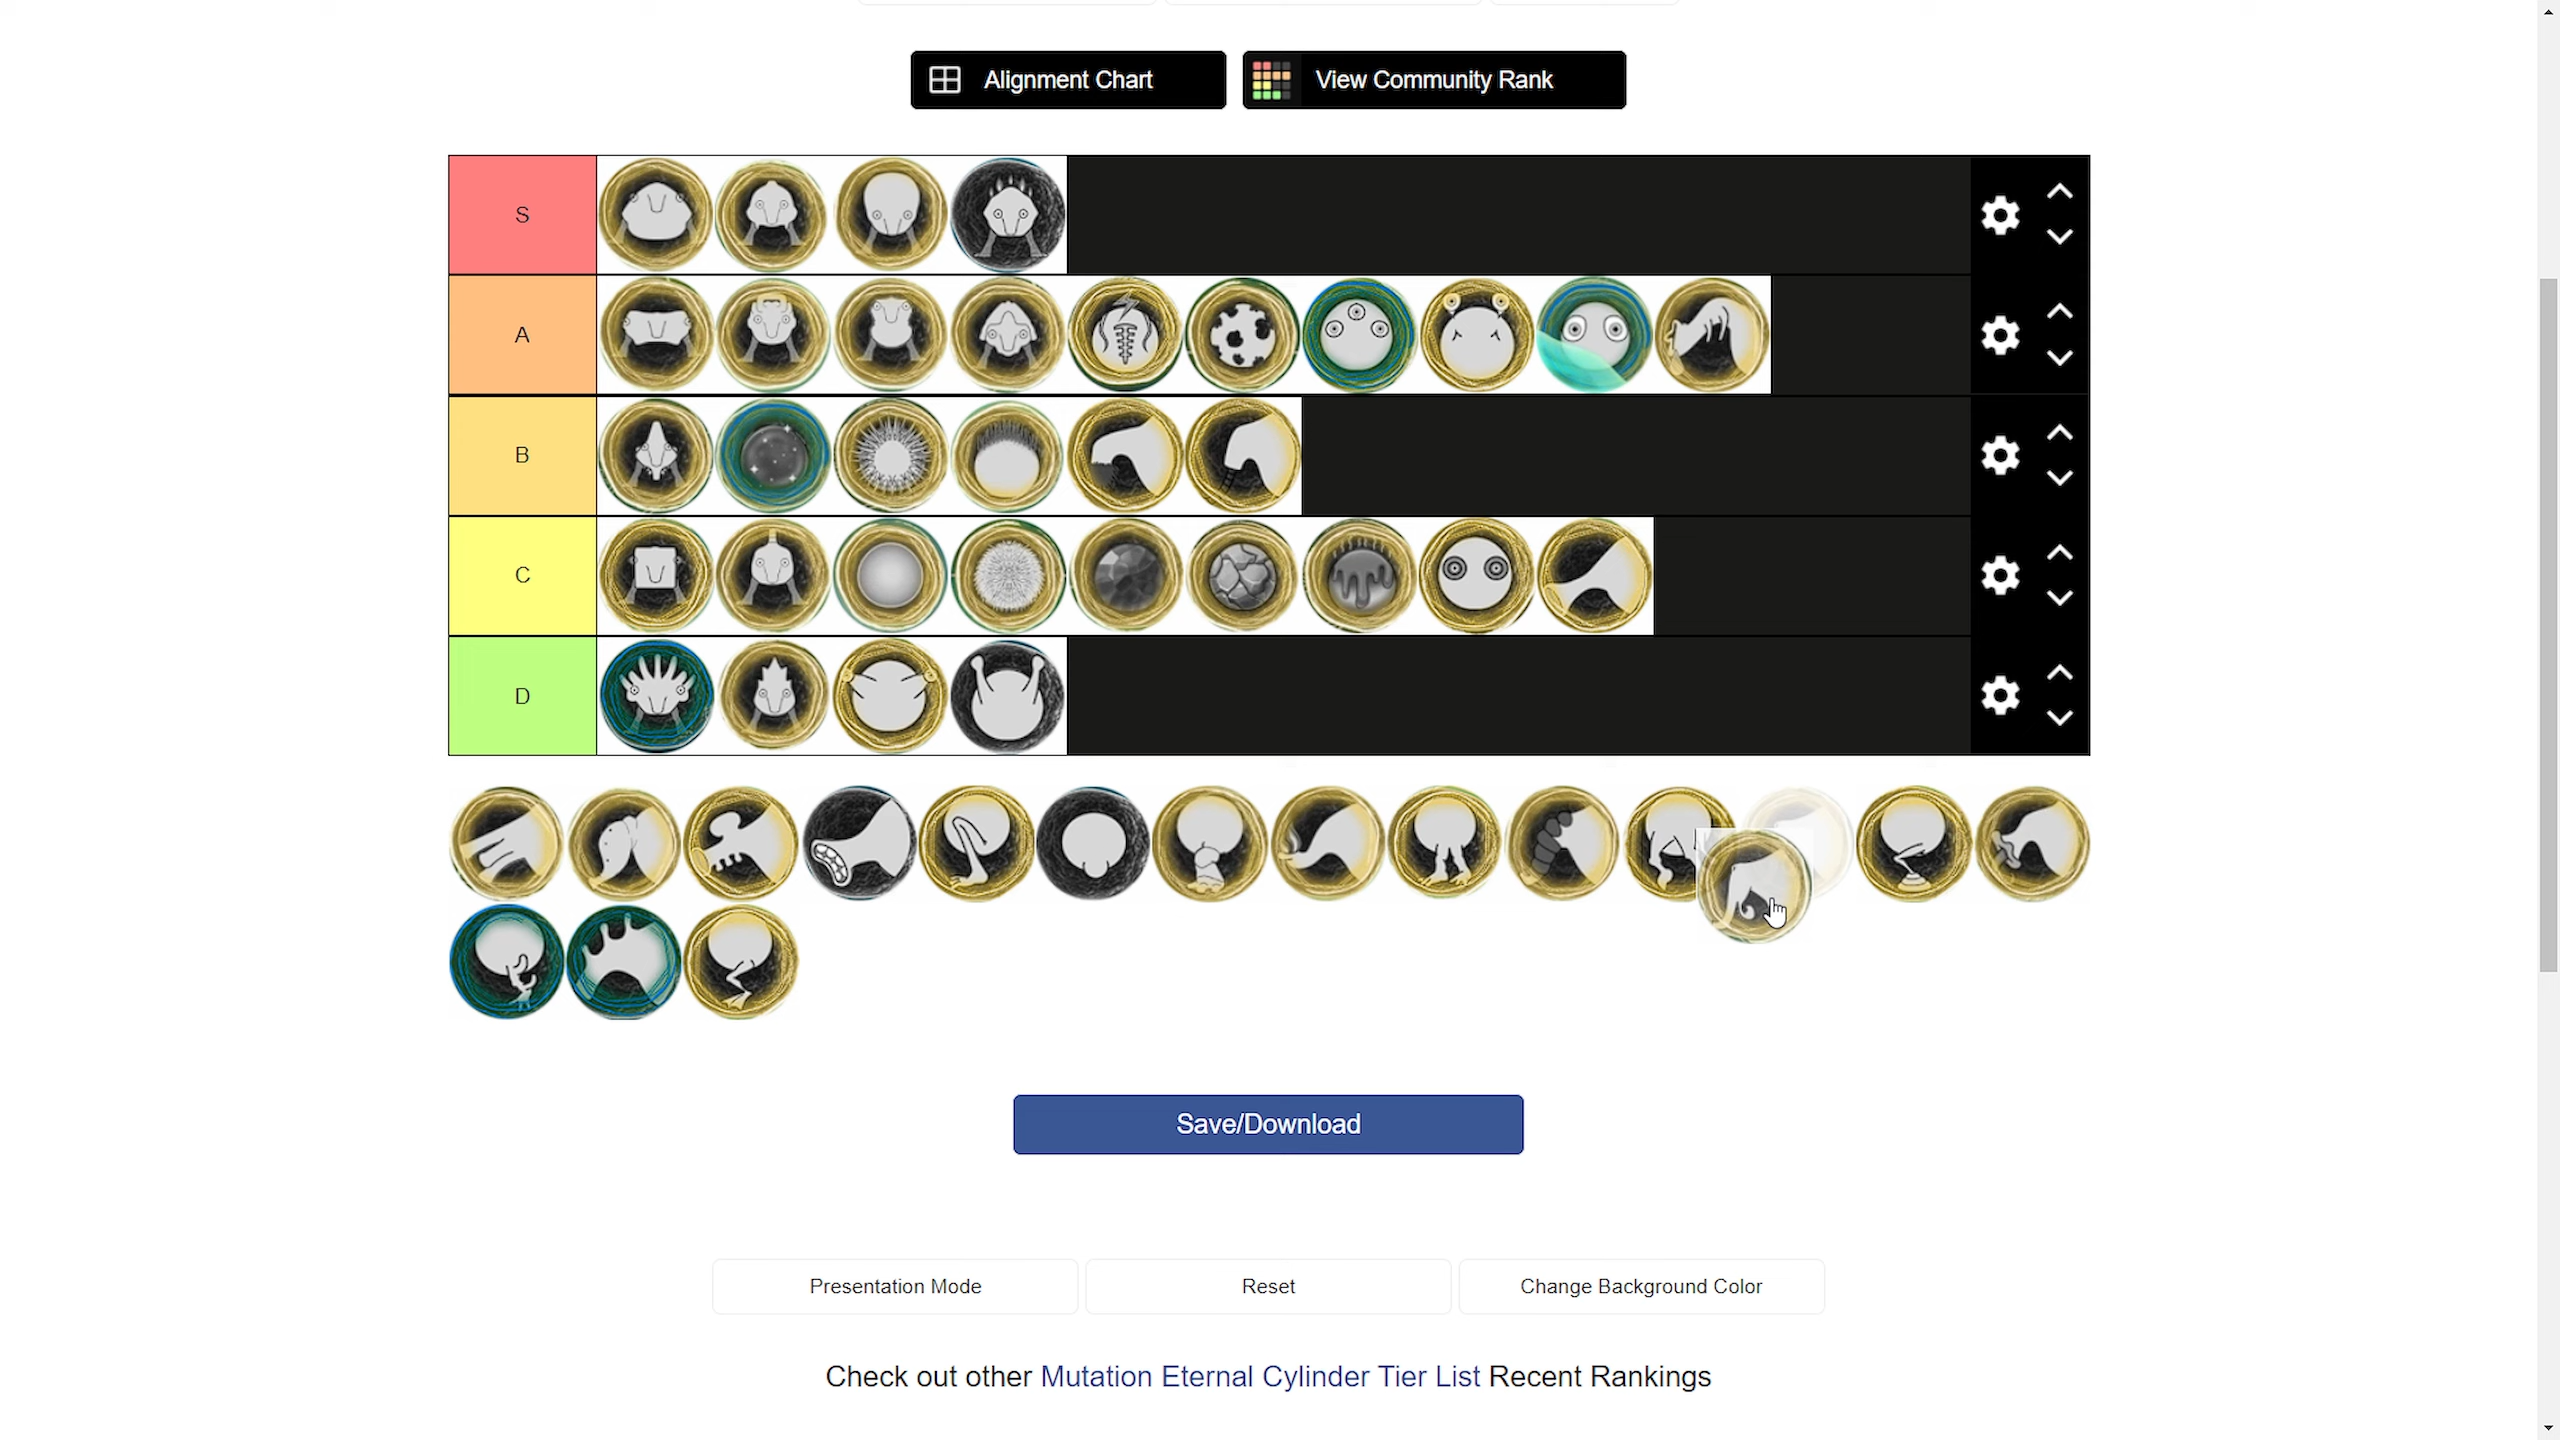 Alignment Chart
View Community Rank
S
A
B
C
D
Save/Download
Presentation Mode
Reset
Change Background Color
Check out other Mutation Eternal Cylinder Tier List Recent Rankings